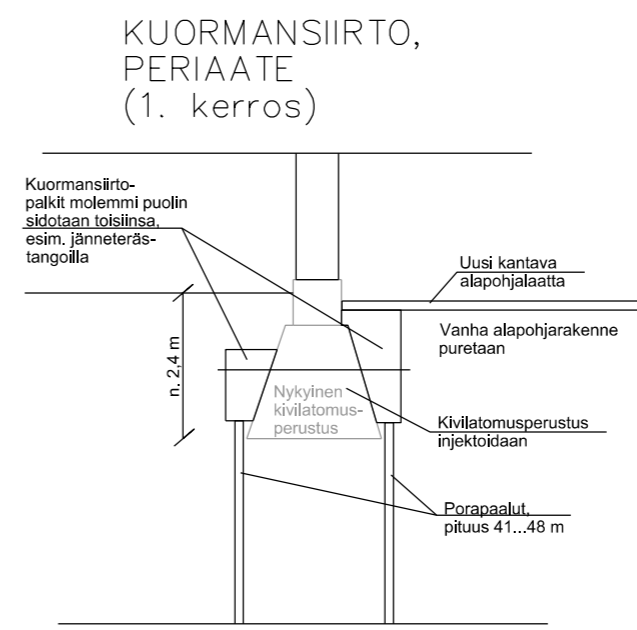 KUORMANSIIRTO,
PERIAATE
(1. kerros)
Kuormansiirto-
palkit molemmi puolin
sidotaan toisiinsa,
esim. jänneteräs-
tangoilla
Uusi kantava
alapohjalaatta
Vanha alapohjarakenne
puretaan
n. 2,4 m
Nykyinen
kivilatomus-
perustus
Kivilatomusperustus
injektoidaan
Porapaalut,
pituus 41...48 m